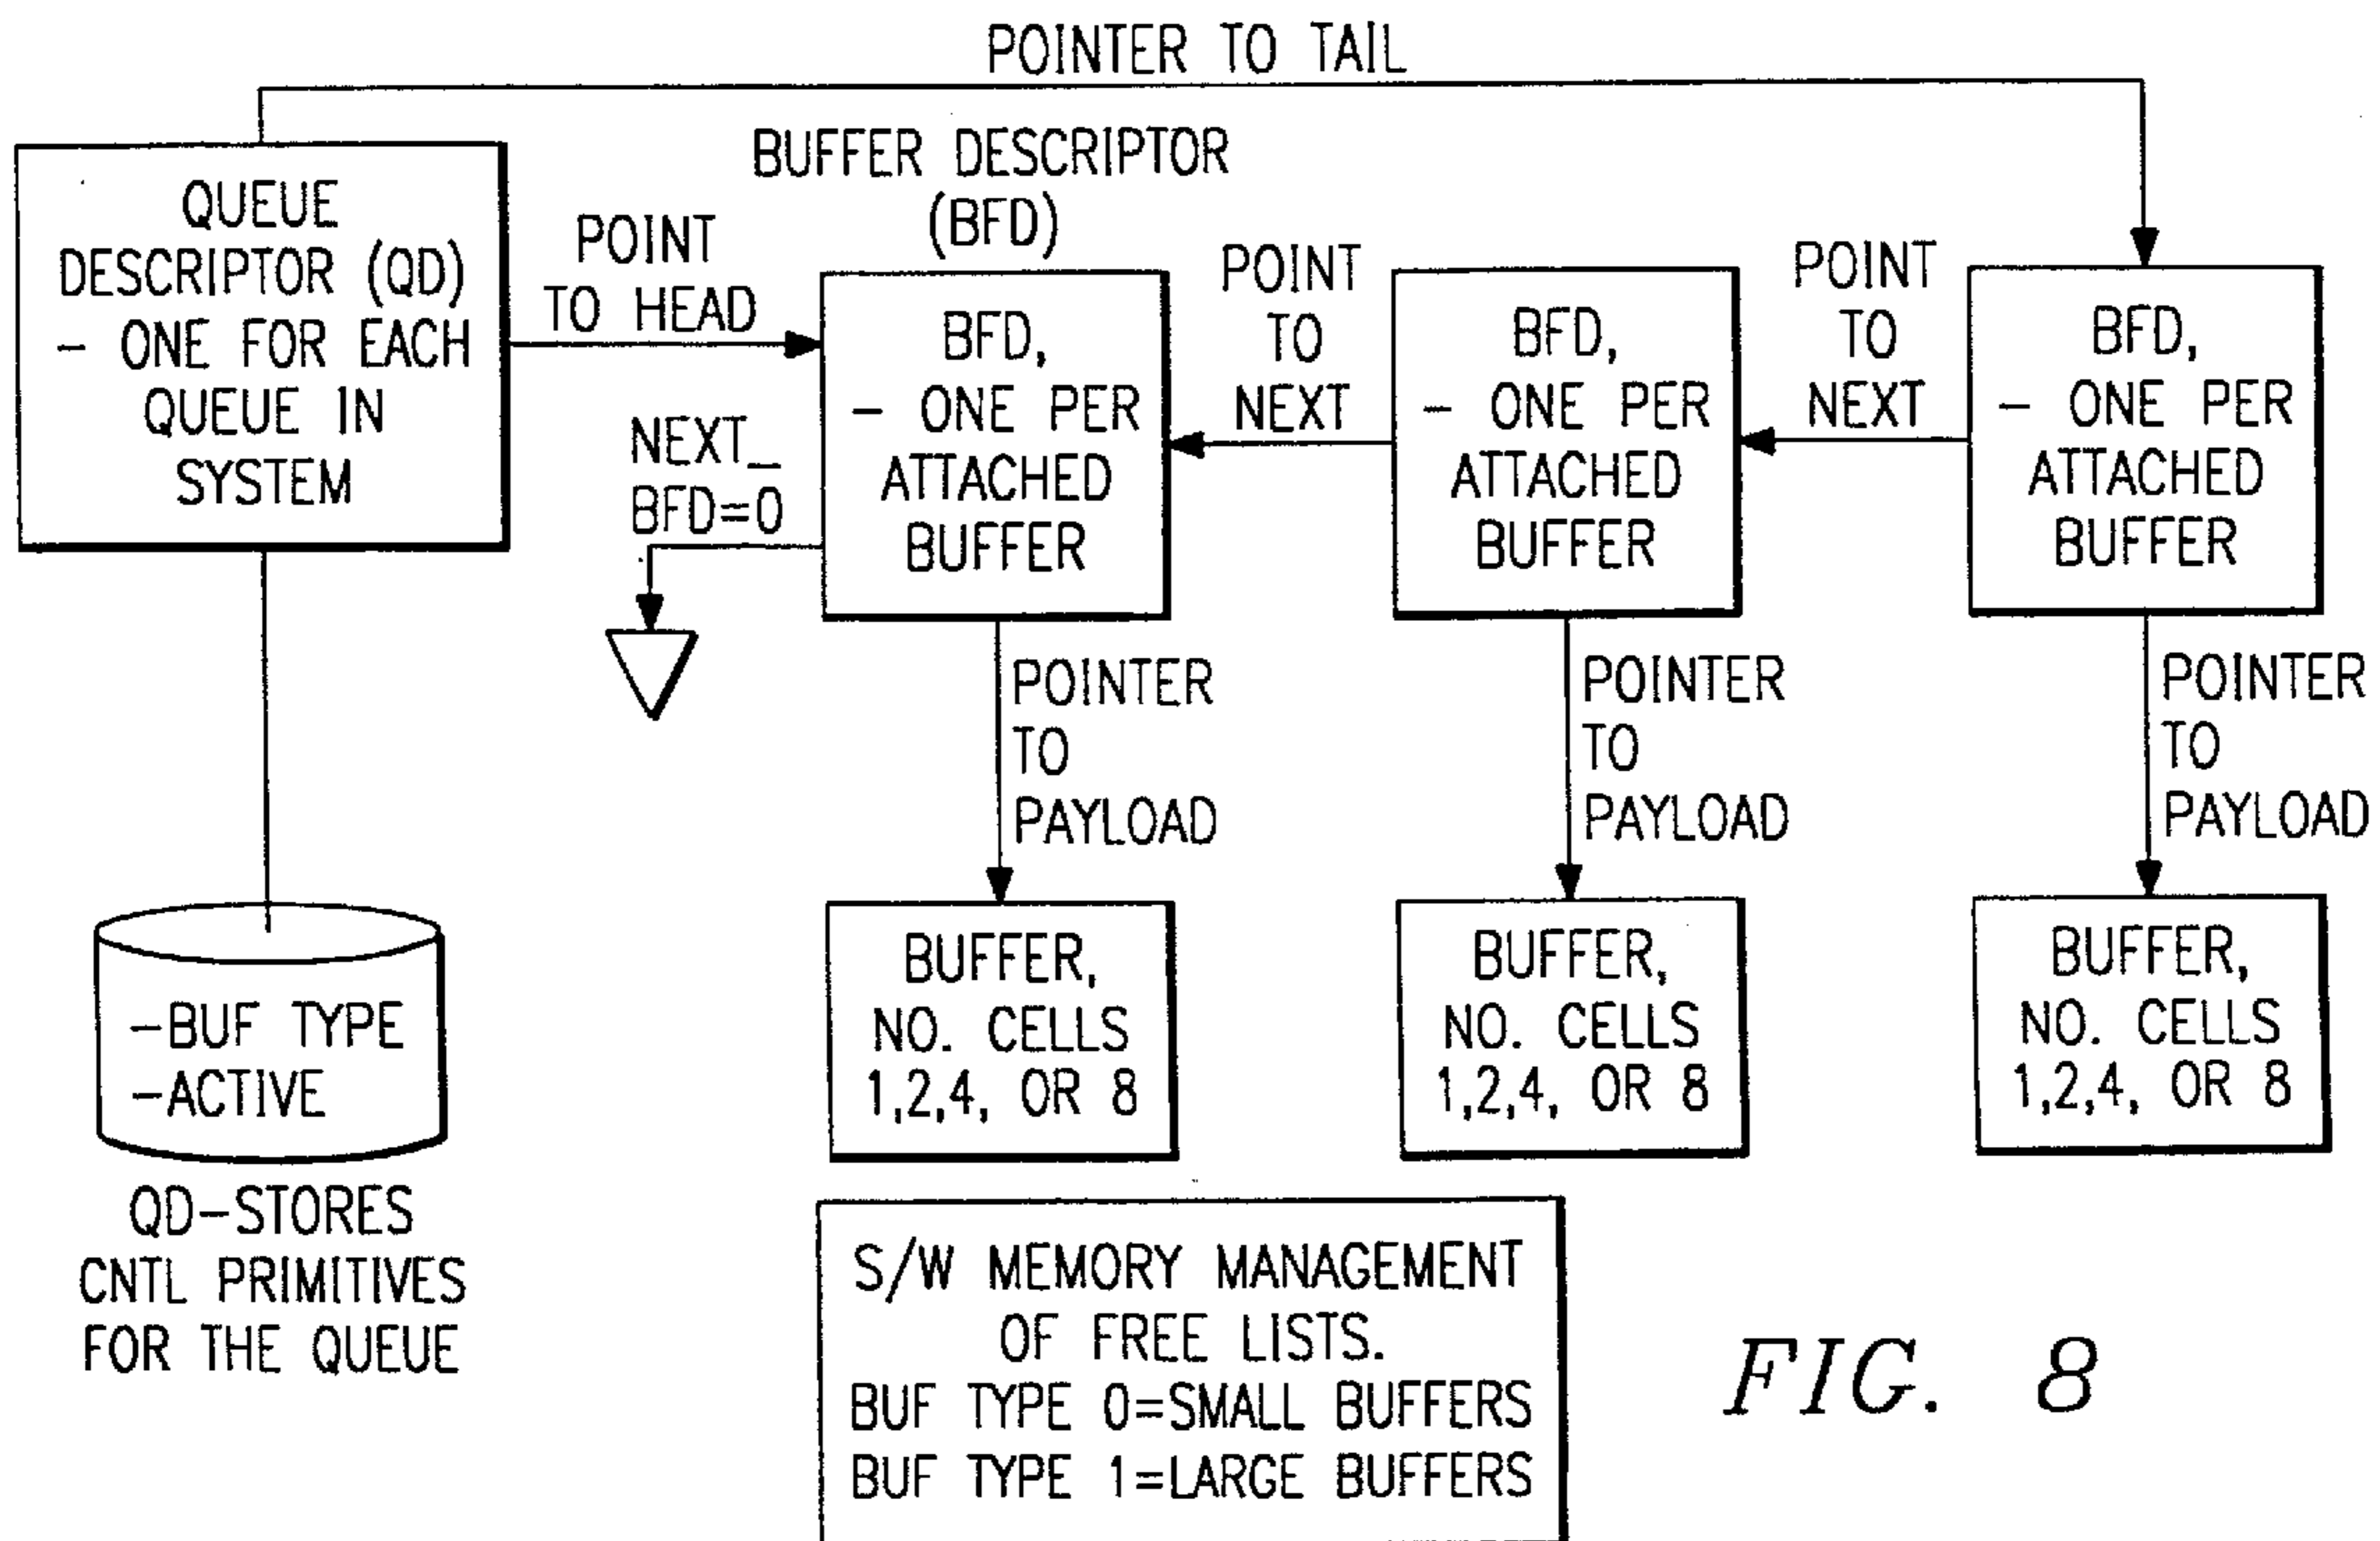 POINTER TO TAIL
QUEUE
DESCRIPTOR (QD)
- ONE FOR EACH
QUEUE IN
SYSTEM
POINT
TO HEAD
BUFFER DESCRIPTOR
(BFD)
NEXT_
BFD=0
BFD,
- ONE PER
ATTACHED
BUFFER
POINT
TO
NEXT
BFD,
- ONE PER
ATTACHED
BUFFER
POINT
TO
NEXT
BFD,
- ONE PER
ATTACHED
BUFFER
POINTER
TO
PAYLOAD
POINTER
TO
PAYLOAD
POINTER
TO
PAYLOAD
-BUF TYPE
-ACTIVE
QD-STORES
CNTL PRIMITIVES
FOR THE QUEUE
BUFFER,
NO. CELLS
1,2,4, OR 8
BUFFER,
NO. CELLS
1,2,4, OR 8
BUFFER,
NO. CELLS
1,2,4, OR 8
S/W MEMORY MANAGEMENT
OF FREE LISTS.
BUF TYPE 0=SMALL BUFFERS
BUF TYPE 1=LARGE BUFFERS
FIG. 8